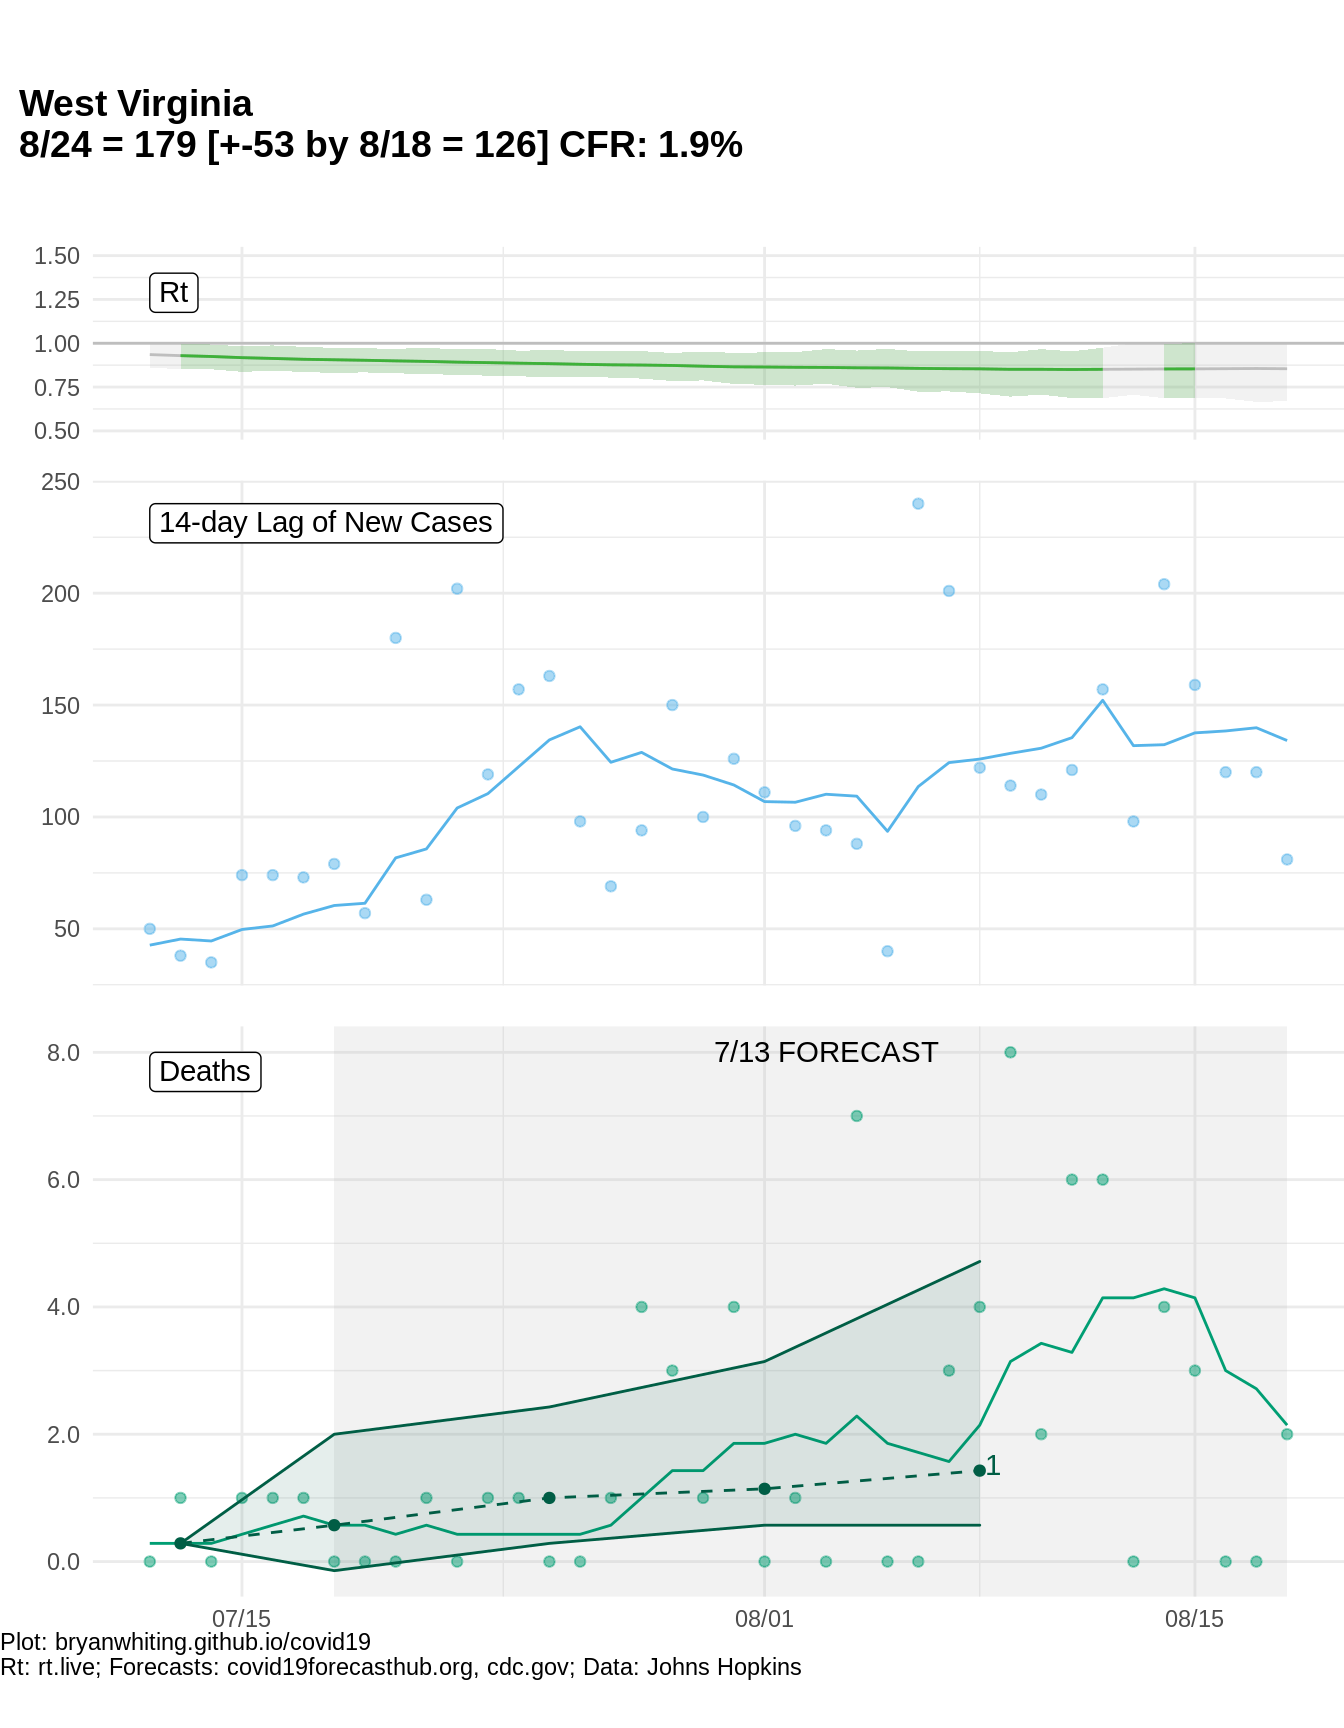 West Virginia
8/24 = 179 [+-53 by 8/18 = 126] CFR: 1.9%
1.50
Rt
1.25
1.00
0.75
0.50
250
14-day Lag of New Cases
200
150
100
50
7/13 FORECAST
8.0
Deaths
6.0
4.0
2.0
1
0.0
07/15 08/01 08/15
Plot: bryanwhiting.github.io/covid19
Rt: rt.live; Forecasts: covid19forecasthub.org, cdc.gov; Data: Johns Hopkins